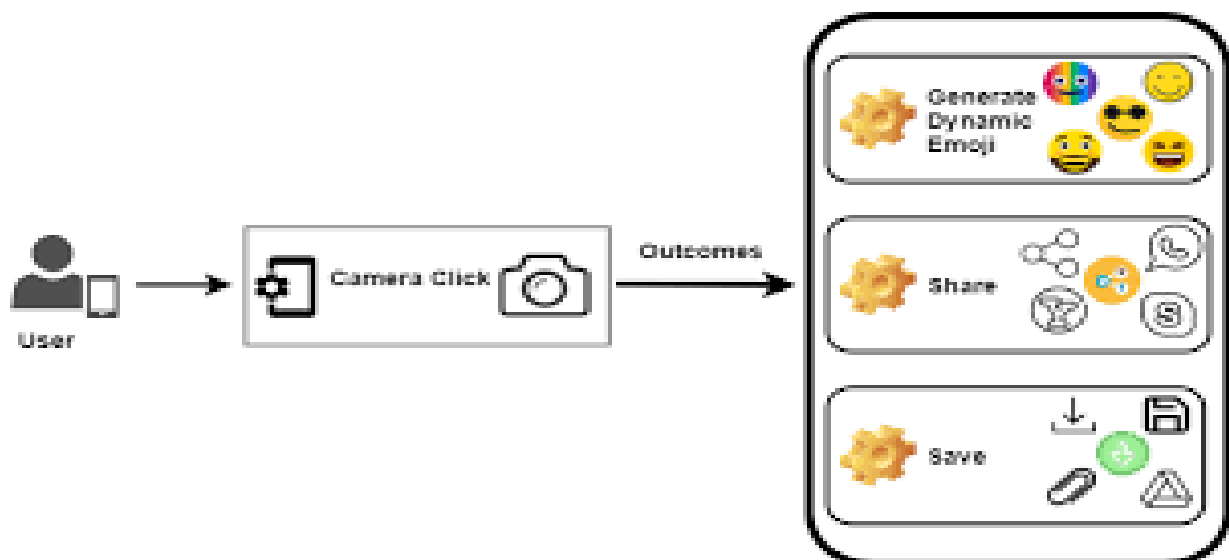 User
Camera Click
Outcomes
Generate
Dynamic
Emoji
Share
Save